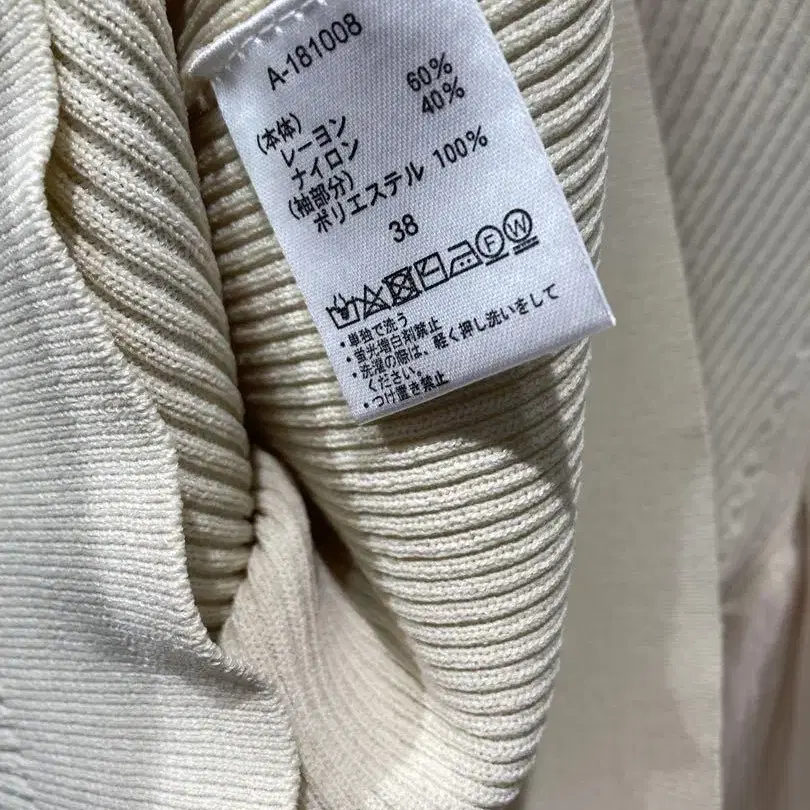 A-181008
(本体)
レーヨン 60%
ナイロン 40%
(袖部分)
ポリエステル 100%
38
F W
・単独で洗う
・蛍光増白剤禁止
・洗濯の際は、軽く押し洗いをして
ください。
・つけ置き禁止